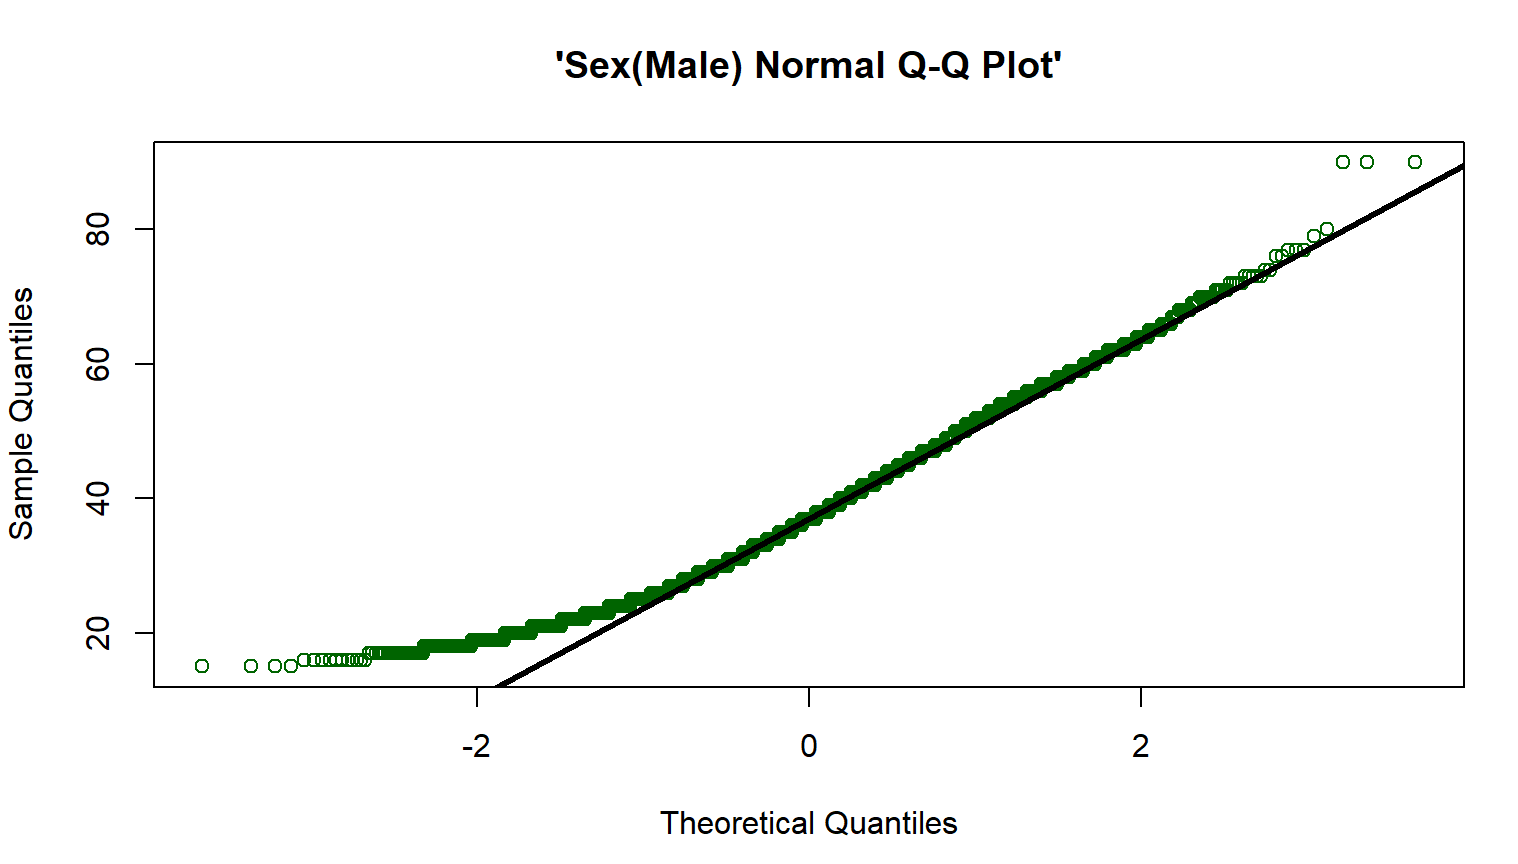 'Sex(Male) Normal Q-Q Plot'
80
60
40
20
Sample Quantiles
-2
0
2
Theoretical Quantiles